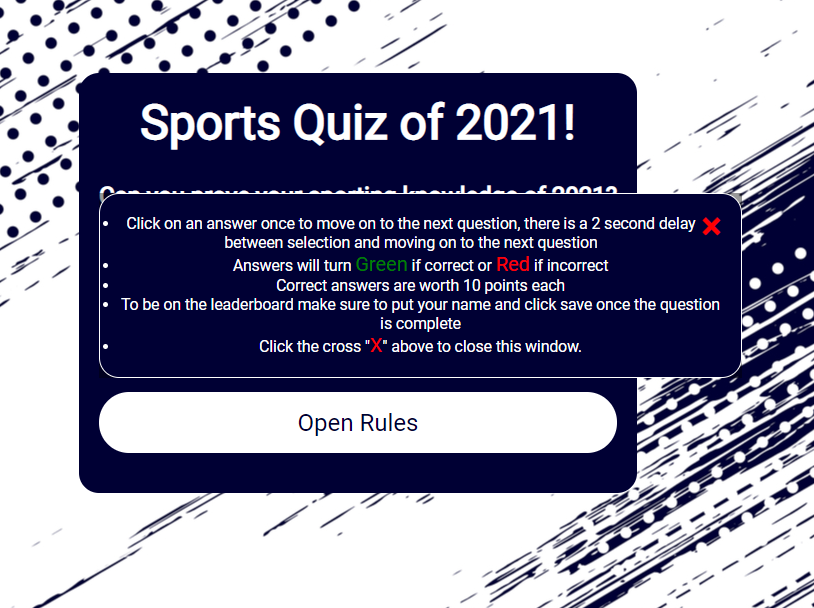 Sports Quiz of 2021!
Can you prove your sporting knowledge of 2021?
Click on an answer once to move on to the next question, there is a 2 second delay
between selection and moving on to the next question
Answers will turn Green if correct or Red if incorrect
Correct answers are worth 10 points each
To be on the leaderboard make sure to put your name and click save once the question
is complete
Click the cross "X" above to close this window.
Open Rules